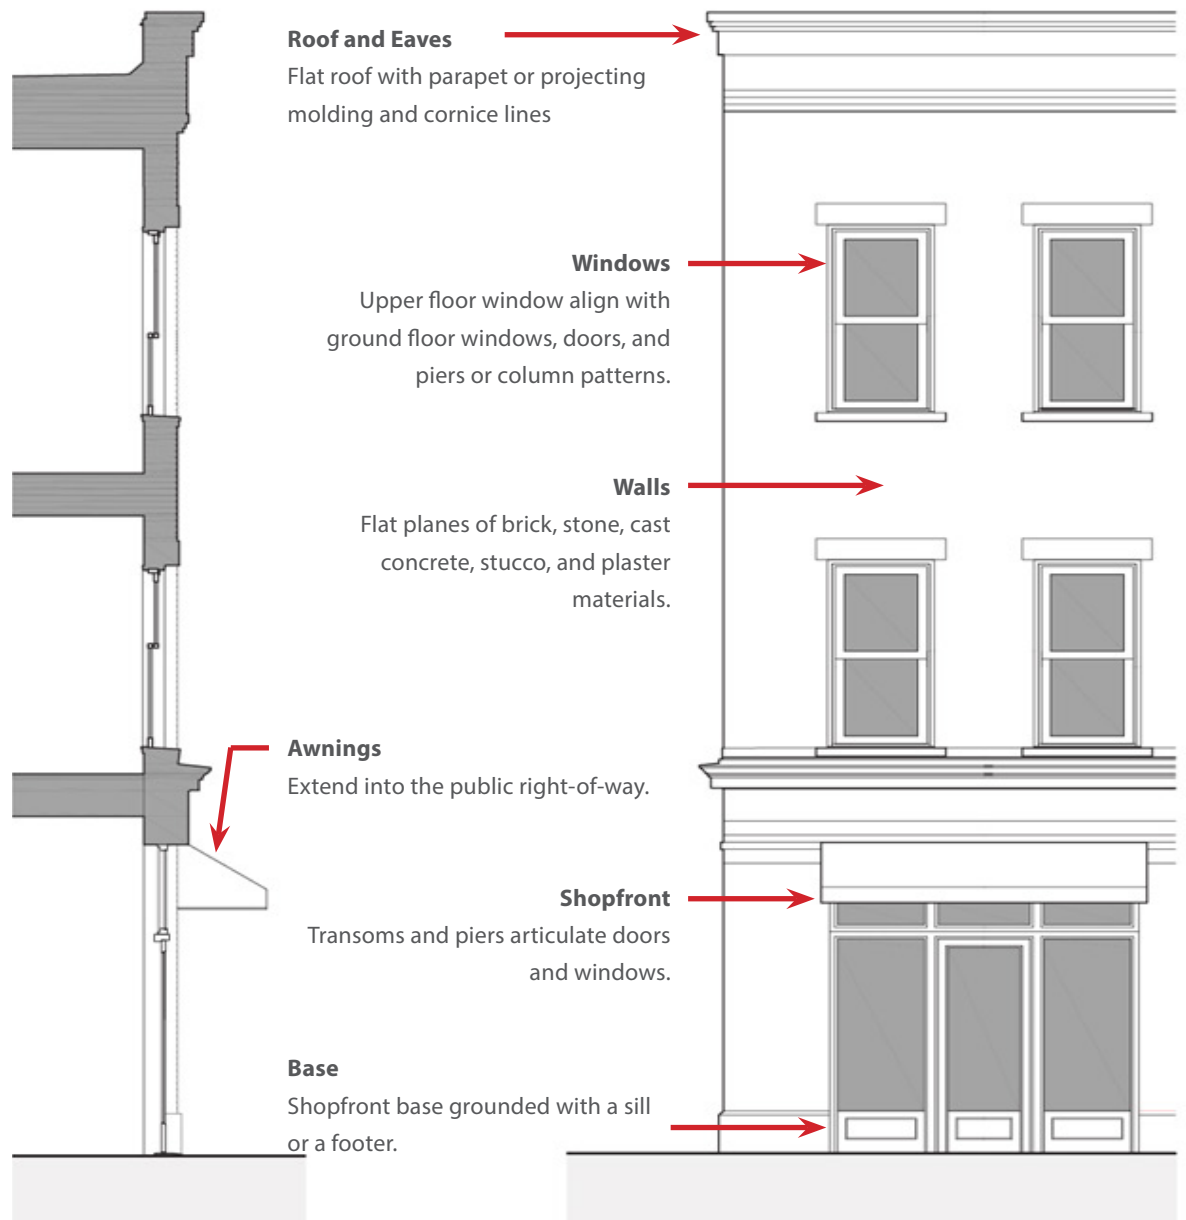 Roof and Eaves
Flat roof with parapet or projecting
molding and cornice lines
Windows
Upper floor window align with
ground floor windows, doors, and
piers or column patterns.
Walls
Flat planes of brick, stone, cast
concrete, stucco, and plaster
materials.
Awnings
Extend into the public right-of-way.
Shopfront
Transoms and piers articulate doors
and windows.
Base
Shopfront base grounded with a sill
or a footer.